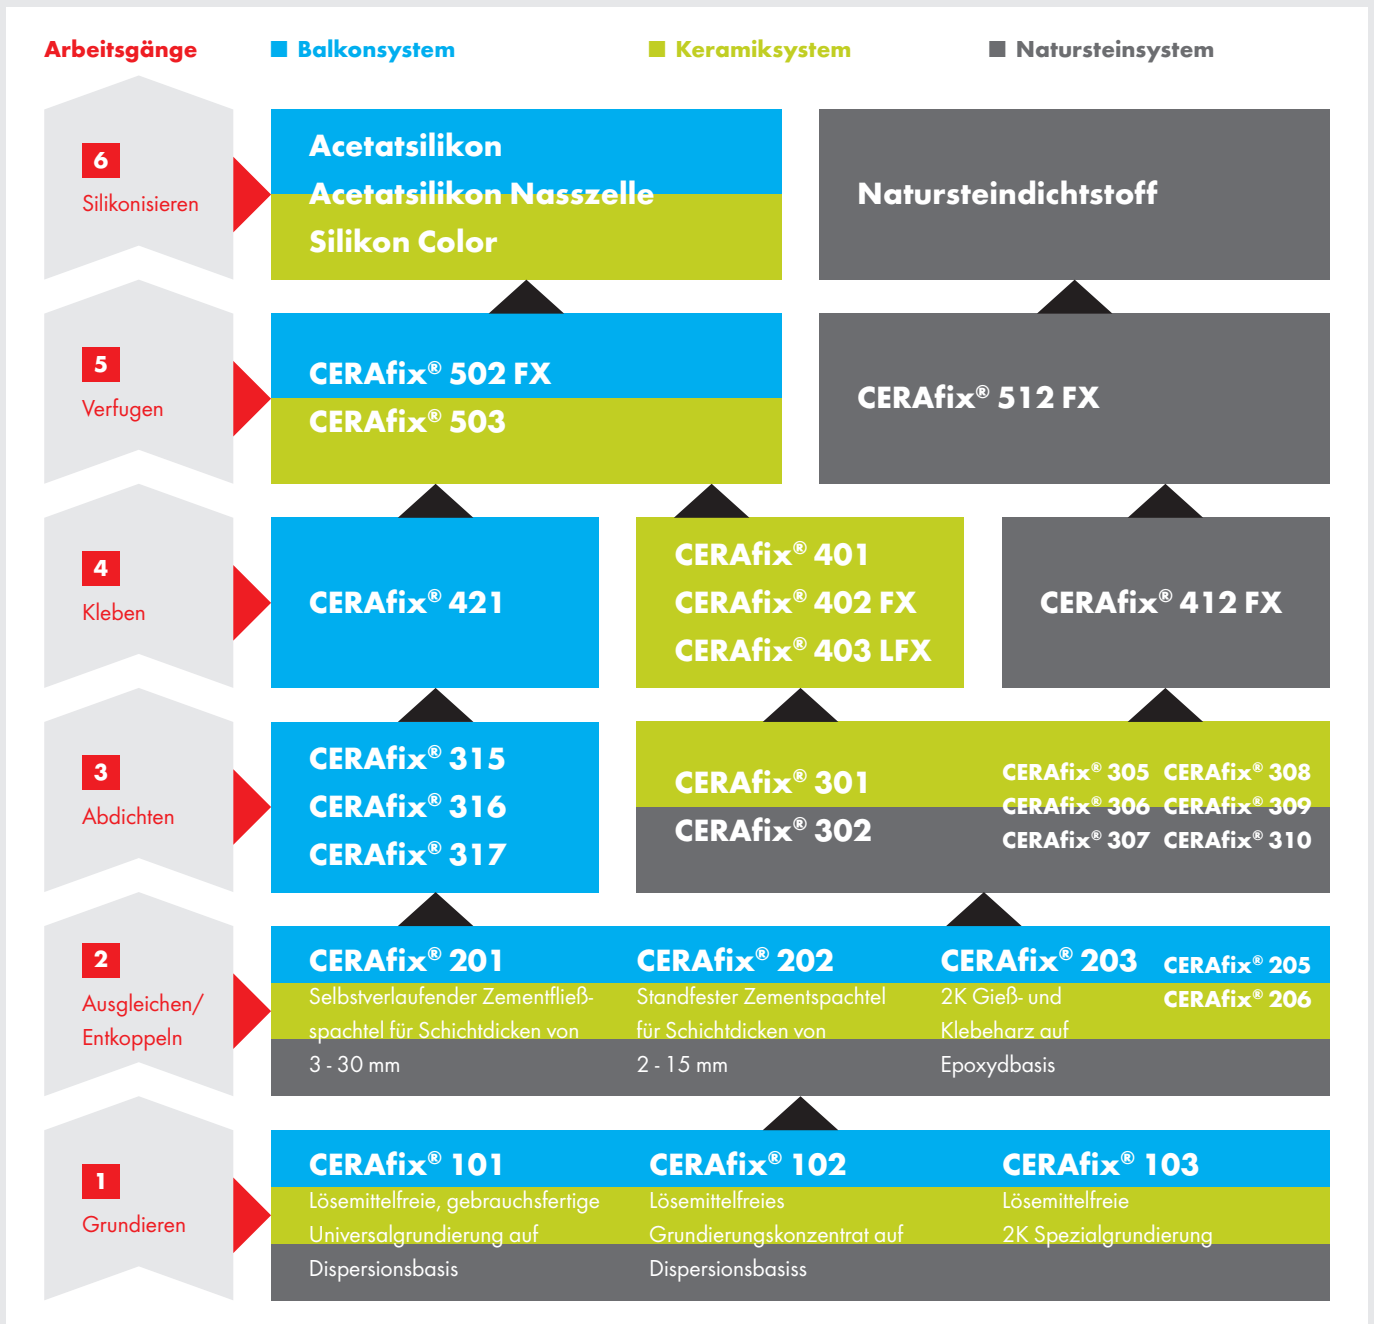 Arbeitsgänge
Balkonsystem
Keramiksystem
Natursteinsystem
6
Silikonisieren
Acetatsilikon
Acetatsilikon Nasszelle
Silikon Color
Natursteindichtstoff
5
Verfugen
CERAfix® 502 FX
CERAfix® 503
CERAfix® 512 FX
4
Kleben
CERAfix® 421
CERAfix® 401
CERAfix® 402 FX
CERAfix® 403 LFX
CERAfix® 412 FX
3
Abdichten
CERAfix® 315
CERAfix® 316
CERAfix® 317
CERAfix® 301
CERAfix® 302
CERAfix® 305 CERAfix® 308
CERAfix® 306 CERAfix® 309
CERAfix® 307 CERAfix® 310
2
Ausgleichen/
Entkoppeln
CERAfix® 201
Selbstverlaufender Zementfließ-
spachtel für Schichtdicken von
3 - 30 mm
CERAfix® 202
Standfester Zementspachtel
für Schichtdicken von
2 - 15 mm
CERAfix® 203
2K Gieß- und
Klebeharz auf
Epoxydbasis
CERAfix® 205
CERAfix® 206
1
Grundieren
CERAfix® 101
Lösemittelfreie, gebrauchsfertige
Universalgrundierung auf
Dispersionsbasis
CERAfix® 102
Lösemittelfreies
Grundierungskonzentrat auf
Dispersionsbasiss
CERAfix® 103
Lösemittelfreie
2K Spezialgrundierung